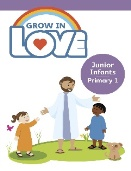 GROW IN
LOVE
Junior
Infants
Primary 1